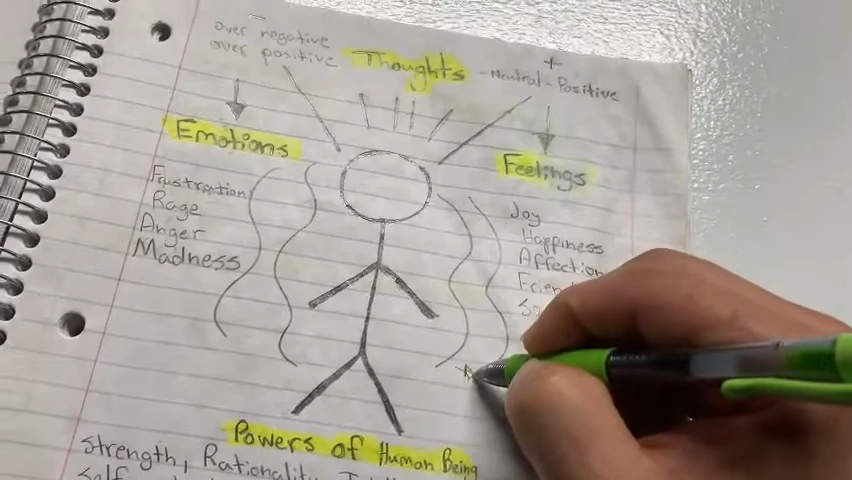 over negative
over positive
Thoughts
+
-Neutral-Positive
Emotions
Frustration
Rage
Anger
Madness
Feelings
Joy
Happiness
Affection
Powers of Human Being
Strength, Rationality,
Self